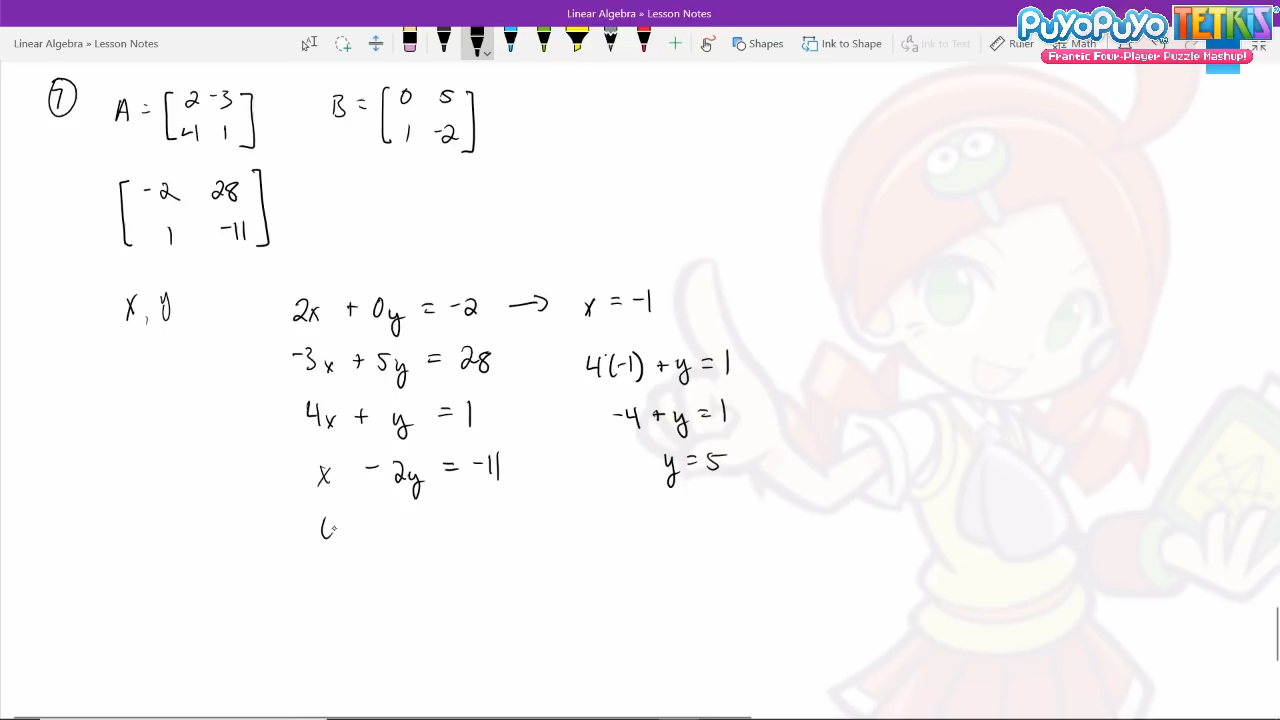 Linear Algebra » Lesson Notes
Linear Algebra » Lesson Notes
Shapes Ink to Shape Ink to Text Ruler Math
PUYOPUYO TETRIS
Frantic Four-Player Puzzle Mashup!
7 A = [ 2 -3 B = [ 0 5
4 1 ] 1 -2 ]
[ -2 28
1 -11 ]
x, y 2x + 0y = -2 → x = -1
-3x + 5y = 28 4·(-1) + y = 1
4x + y = 1 -4 + y = 1
x - 2y = -11 y = 5
(